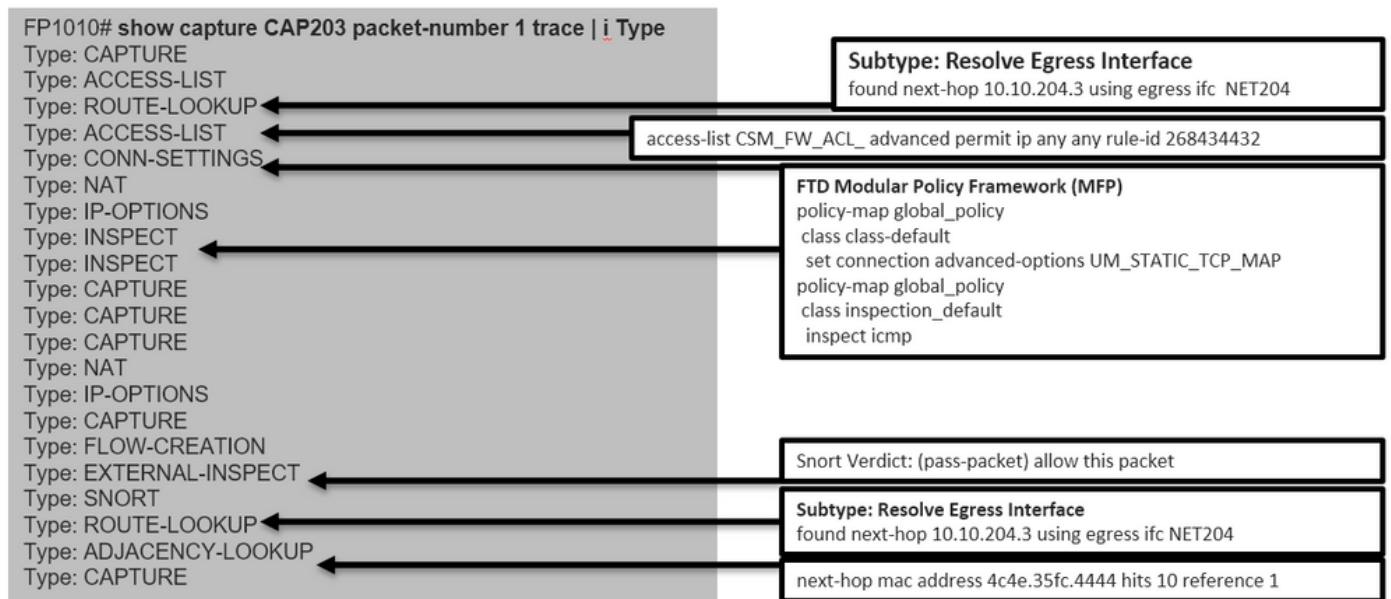 FP1010# show capture CAP203 packet-number 1 trace | i Type
Type: CAPTURE
Type: ACCESS-LIST
Type: ROUTE-LOOKUP
Type: ACCESS-LIST
Type: CONN-SETTINGS
Type: NAT
Type: IP-OPTIONS
Type: INSPECT
Type: INSPECT
Type: CAPTURE
Type: CAPTURE
Type: CAPTURE
Type: NAT
Type: IP-OPTIONS
Type: CAPTURE
Type: FLOW-CREATION
Type: EXTERNAL-INSPECT
Type: SNORT
Type: ROUTE-LOOKUP
Type: ADJACENCY-LOOKUP
Type: CAPTURE
Subtype: Resolve Egress Interface
found next-hop 10.10.204.3 using egress ifc NET204
access-list CSM_FW_ACL_ advanced permit ip any any rule-id 268434432
FTD Modular Policy Framework (MFP)
policy-map global_policy
class class-default
set connection advanced-options UM_STATIC_TCP_MAP
policy-map global_policy
class inspection_default
inspect icmp
Snort Verdict: (pass-packet) allow this packet
Subtype: Resolve Egress Interface
found next-hop 10.10.204.3 using egress ifc NET204
next-hop mac address 4c4e.35fc.4444 hits 10 reference 1